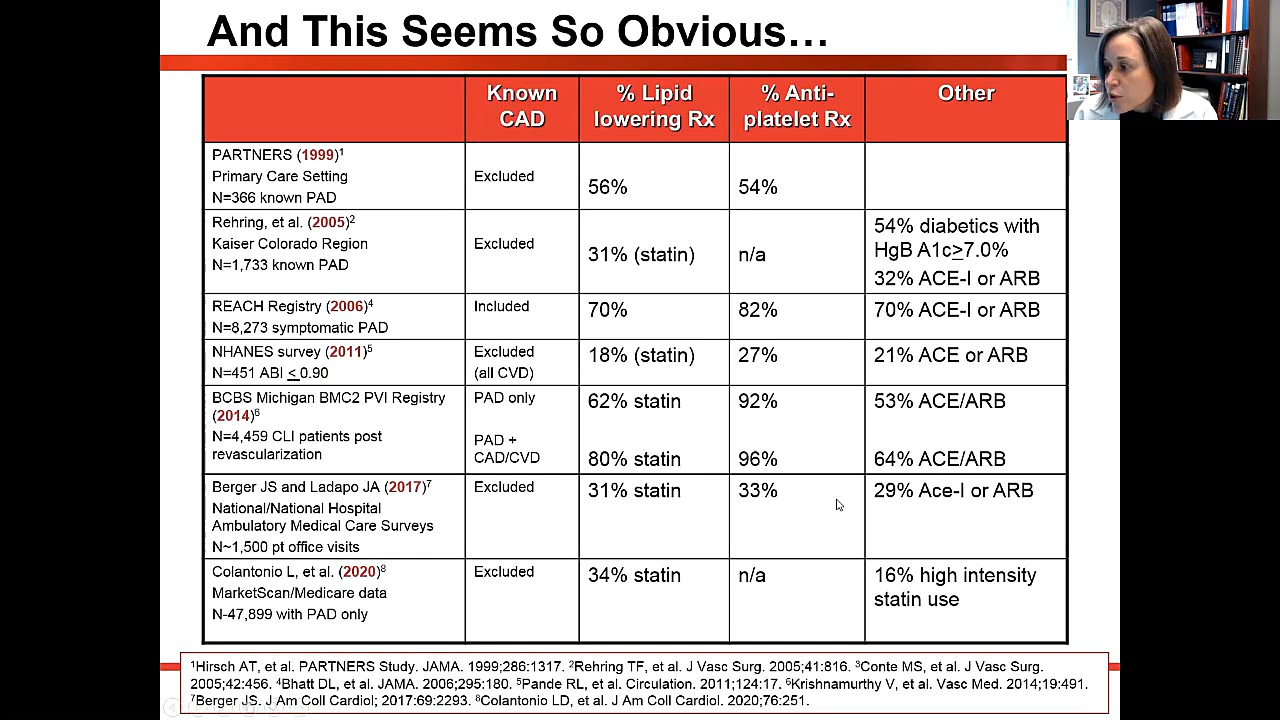 And This Seems So Obvious…
Known CAD
% Lipid lowering Rx
% Anti-platelet Rx
Other
PARTNERS (1999)1
Primary Care Setting
N=366 known PAD
Excluded
56%
54%
Rehring, et al. (2005)2
Kaiser Colorado Region
N=1,733 known PAD
Excluded
31% (statin)
n/a
54% diabetics with
HgB A1c≥7.0%
32% ACE-I or ARB
REACH Registry (2006)4
N=8,273 symptomatic PAD
Included
70%
82%
70% ACE-I or ARB
NHANES survey (2011)5
N=451 ABI ≤ 0.90
Excluded
(all CVD)
18% (statin)
27%
21% ACE or ARB
BCBS Michigan BMC2 PVI Registry
(2014)6
N=4,459 CLI patients post
revascularization
PAD only
62% statin
92%
53% ACE/ARB
PAD +
CAD/CVD
80% statin
96%
64% ACE/ARB
Berger JS and Ladapo JA (2017)7
National/National Hospital
Ambulatory Medical Care Surveys
N~1,500 pt office visits
Excluded
31% statin
33%
29% Ace-I or ARB
Colantonio L, et al. (2020)8
MarketScan/Medicare data
N-47,899 with PAD only
Excluded
34% statin
n/a
16% high intensity
statin use
1Hirsch AT, et al. PARTNERS Study. JAMA. 1999;286:1317. 2Rehring TF, et al. J Vasc Surg. 2005;41:816. 3Conte MS, et al. J Vasc Surg.
2005;42:456. 4Bhatt DL, et al. JAMA. 2006;295:180. 5Pande RL, et al. Circulation. 2011;124:17. 6Krishnamurthy V, et al. Vasc Med. 2014;19:491.
7Berger JS. J Am Coll Cardiol; 2017:69:2293. 8Colantonio LD, et al. J Am Coll Cardiol. 2020;76:251.